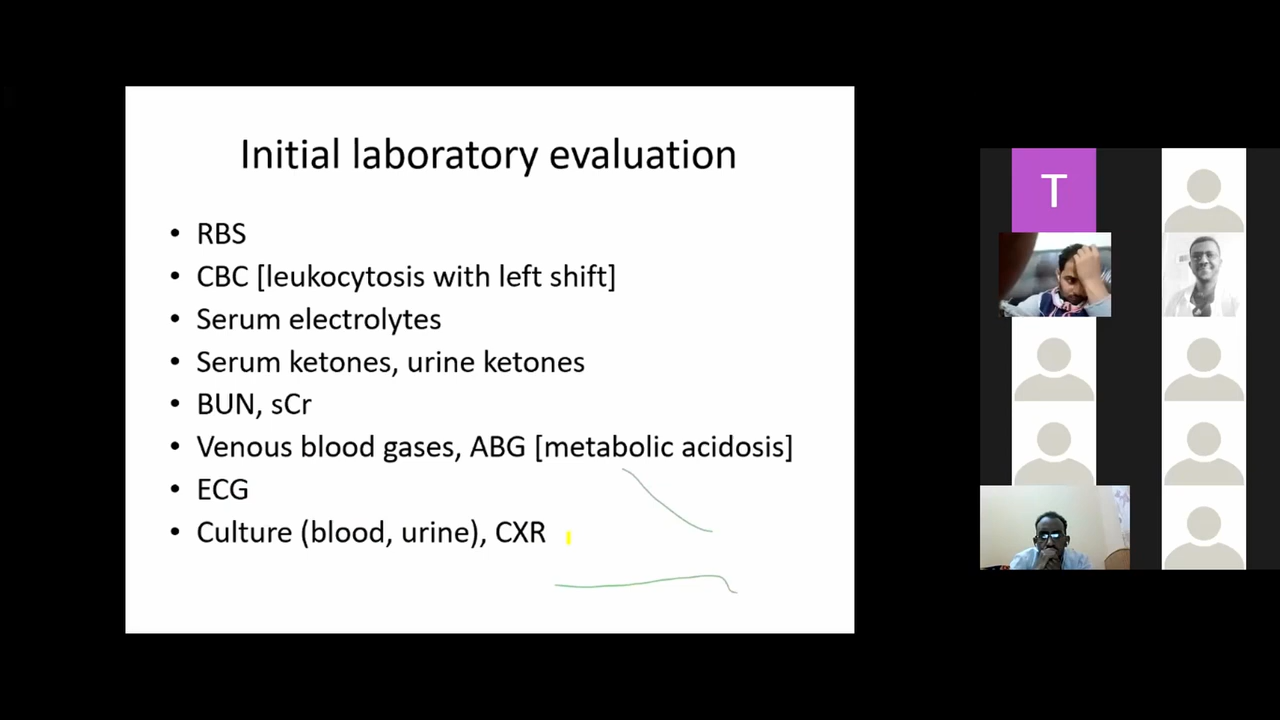 Initial laboratory evaluation
• RBS
• CBC [leukocytosis with left shift]
• Serum electrolytes
• Serum ketones, urine ketones
• BUN, sCr
• Venous blood gases, ABG [metabolic acidosis]
• ECG
• Culture (blood, urine), CXR
T